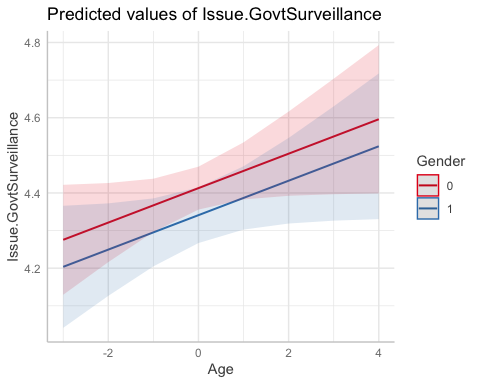 Predicted values of Issue.GovtSurveillance
4.8
4.6
4.4
4.2
Issue.GovtSurveillance
-2
0
2
4
Age
Gender
0
1